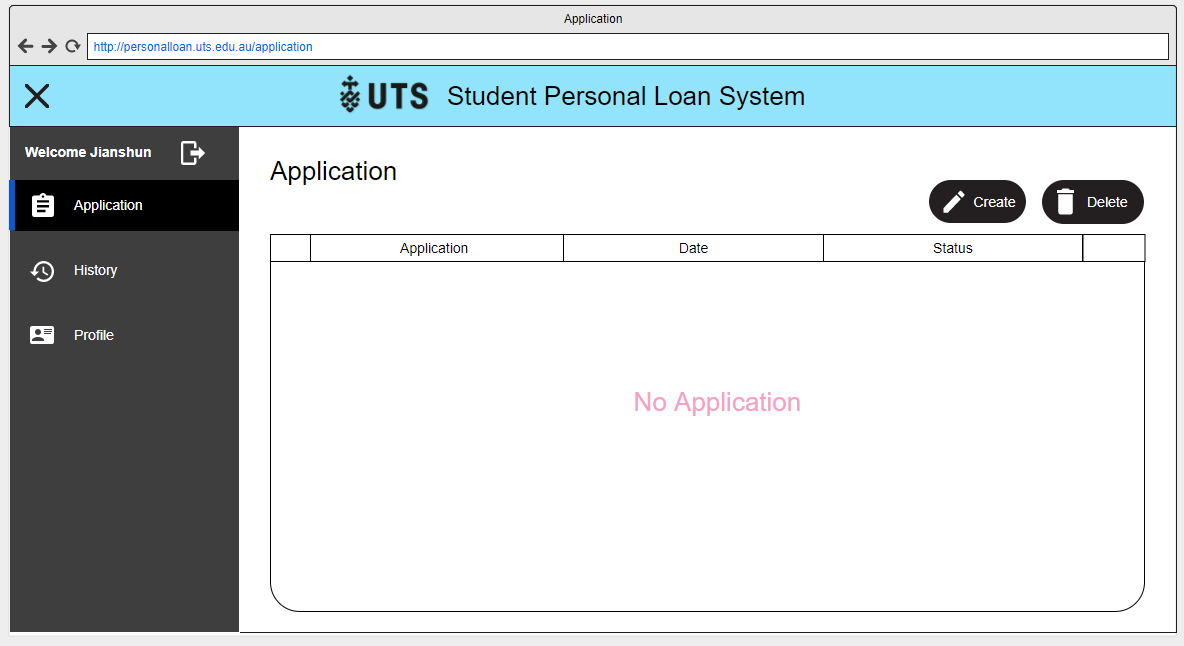 Application
http://personalloan.uts.edu.au/application
UTS Student Personal Loan System
Welcome Jianshun
Application
History
Profile
Application
Create Delete
Application Date Status
No Application